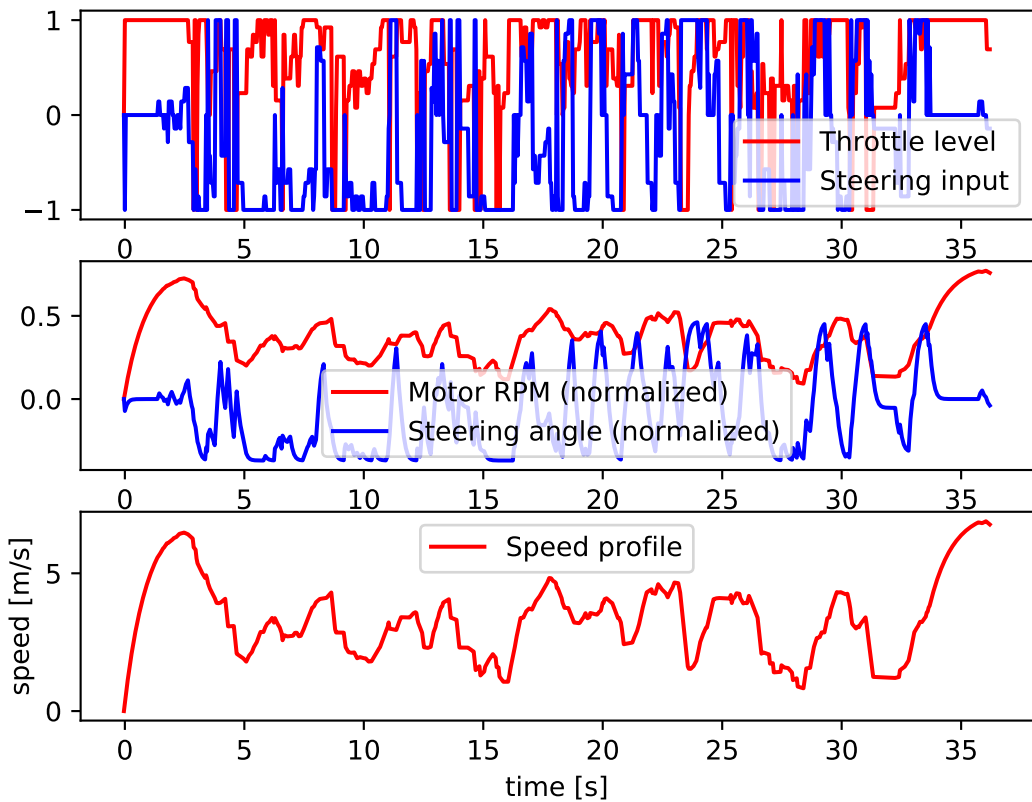 1
0
−1
Throttle level
Steering input
0 5 10 15 20 25 30 35
0.5
0.0
Motor RPM (normalized)
Steering angle (normalized)
0 5 10 15 20 25 30 35
5
0
speed [m/s]
Speed profile
0 5 10 15 20 25 30 35
time [s]